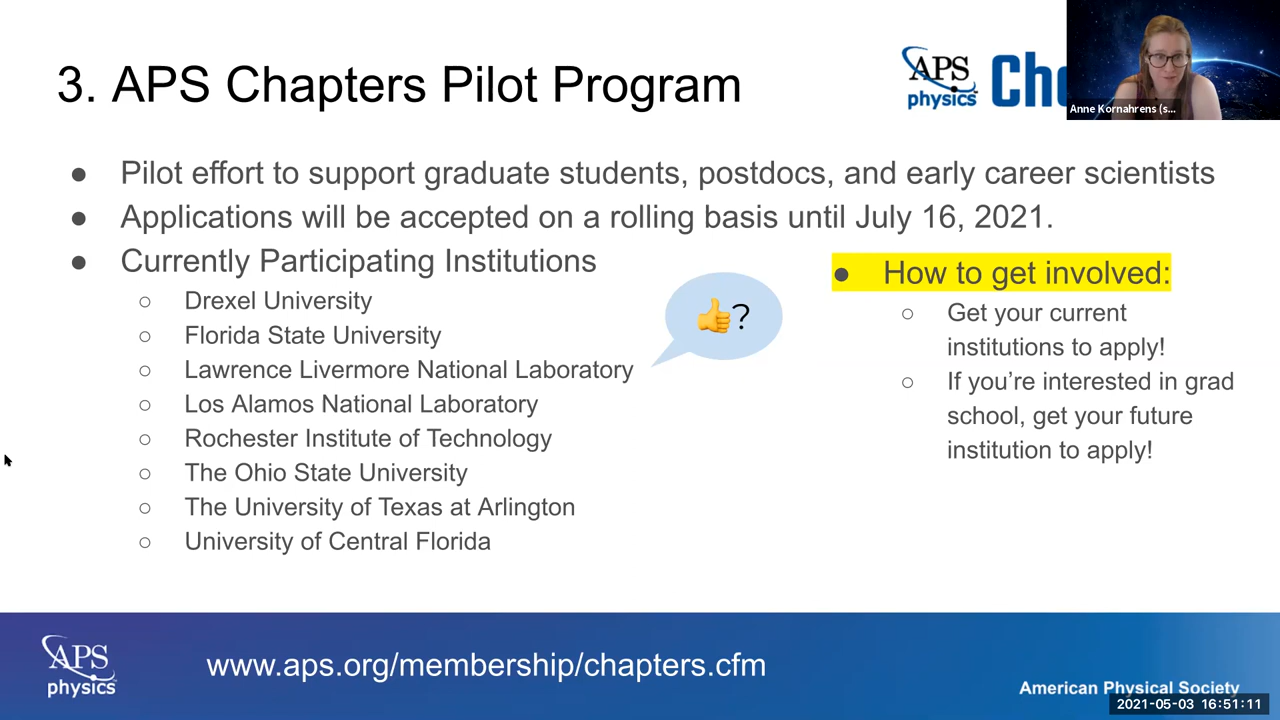 3. APS Chapters Pilot Program
APS
physics
Anne Kornahrens (s...
● Pilot effort to support graduate students, postdocs, and early career scientists
● Applications will be accepted on a rolling basis until July 16, 2021.
● Currently Participating Institutions
○ Drexel University
○ Florida State University
○ Lawrence Livermore National Laboratory
○ Los Alamos National Laboratory
○ Rochester Institute of Technology
○ The Ohio State University
○ The University of Texas at Arlington
○ University of Central Florida
👍?
● How to get involved:
○ Get your current
institutions to apply!
○ If you’re interested in grad
school, get your future
institution to apply!
APS
physics
www.aps.org/membership/chapters.cfm
American Physical Society
2021-05-03 16:51:11